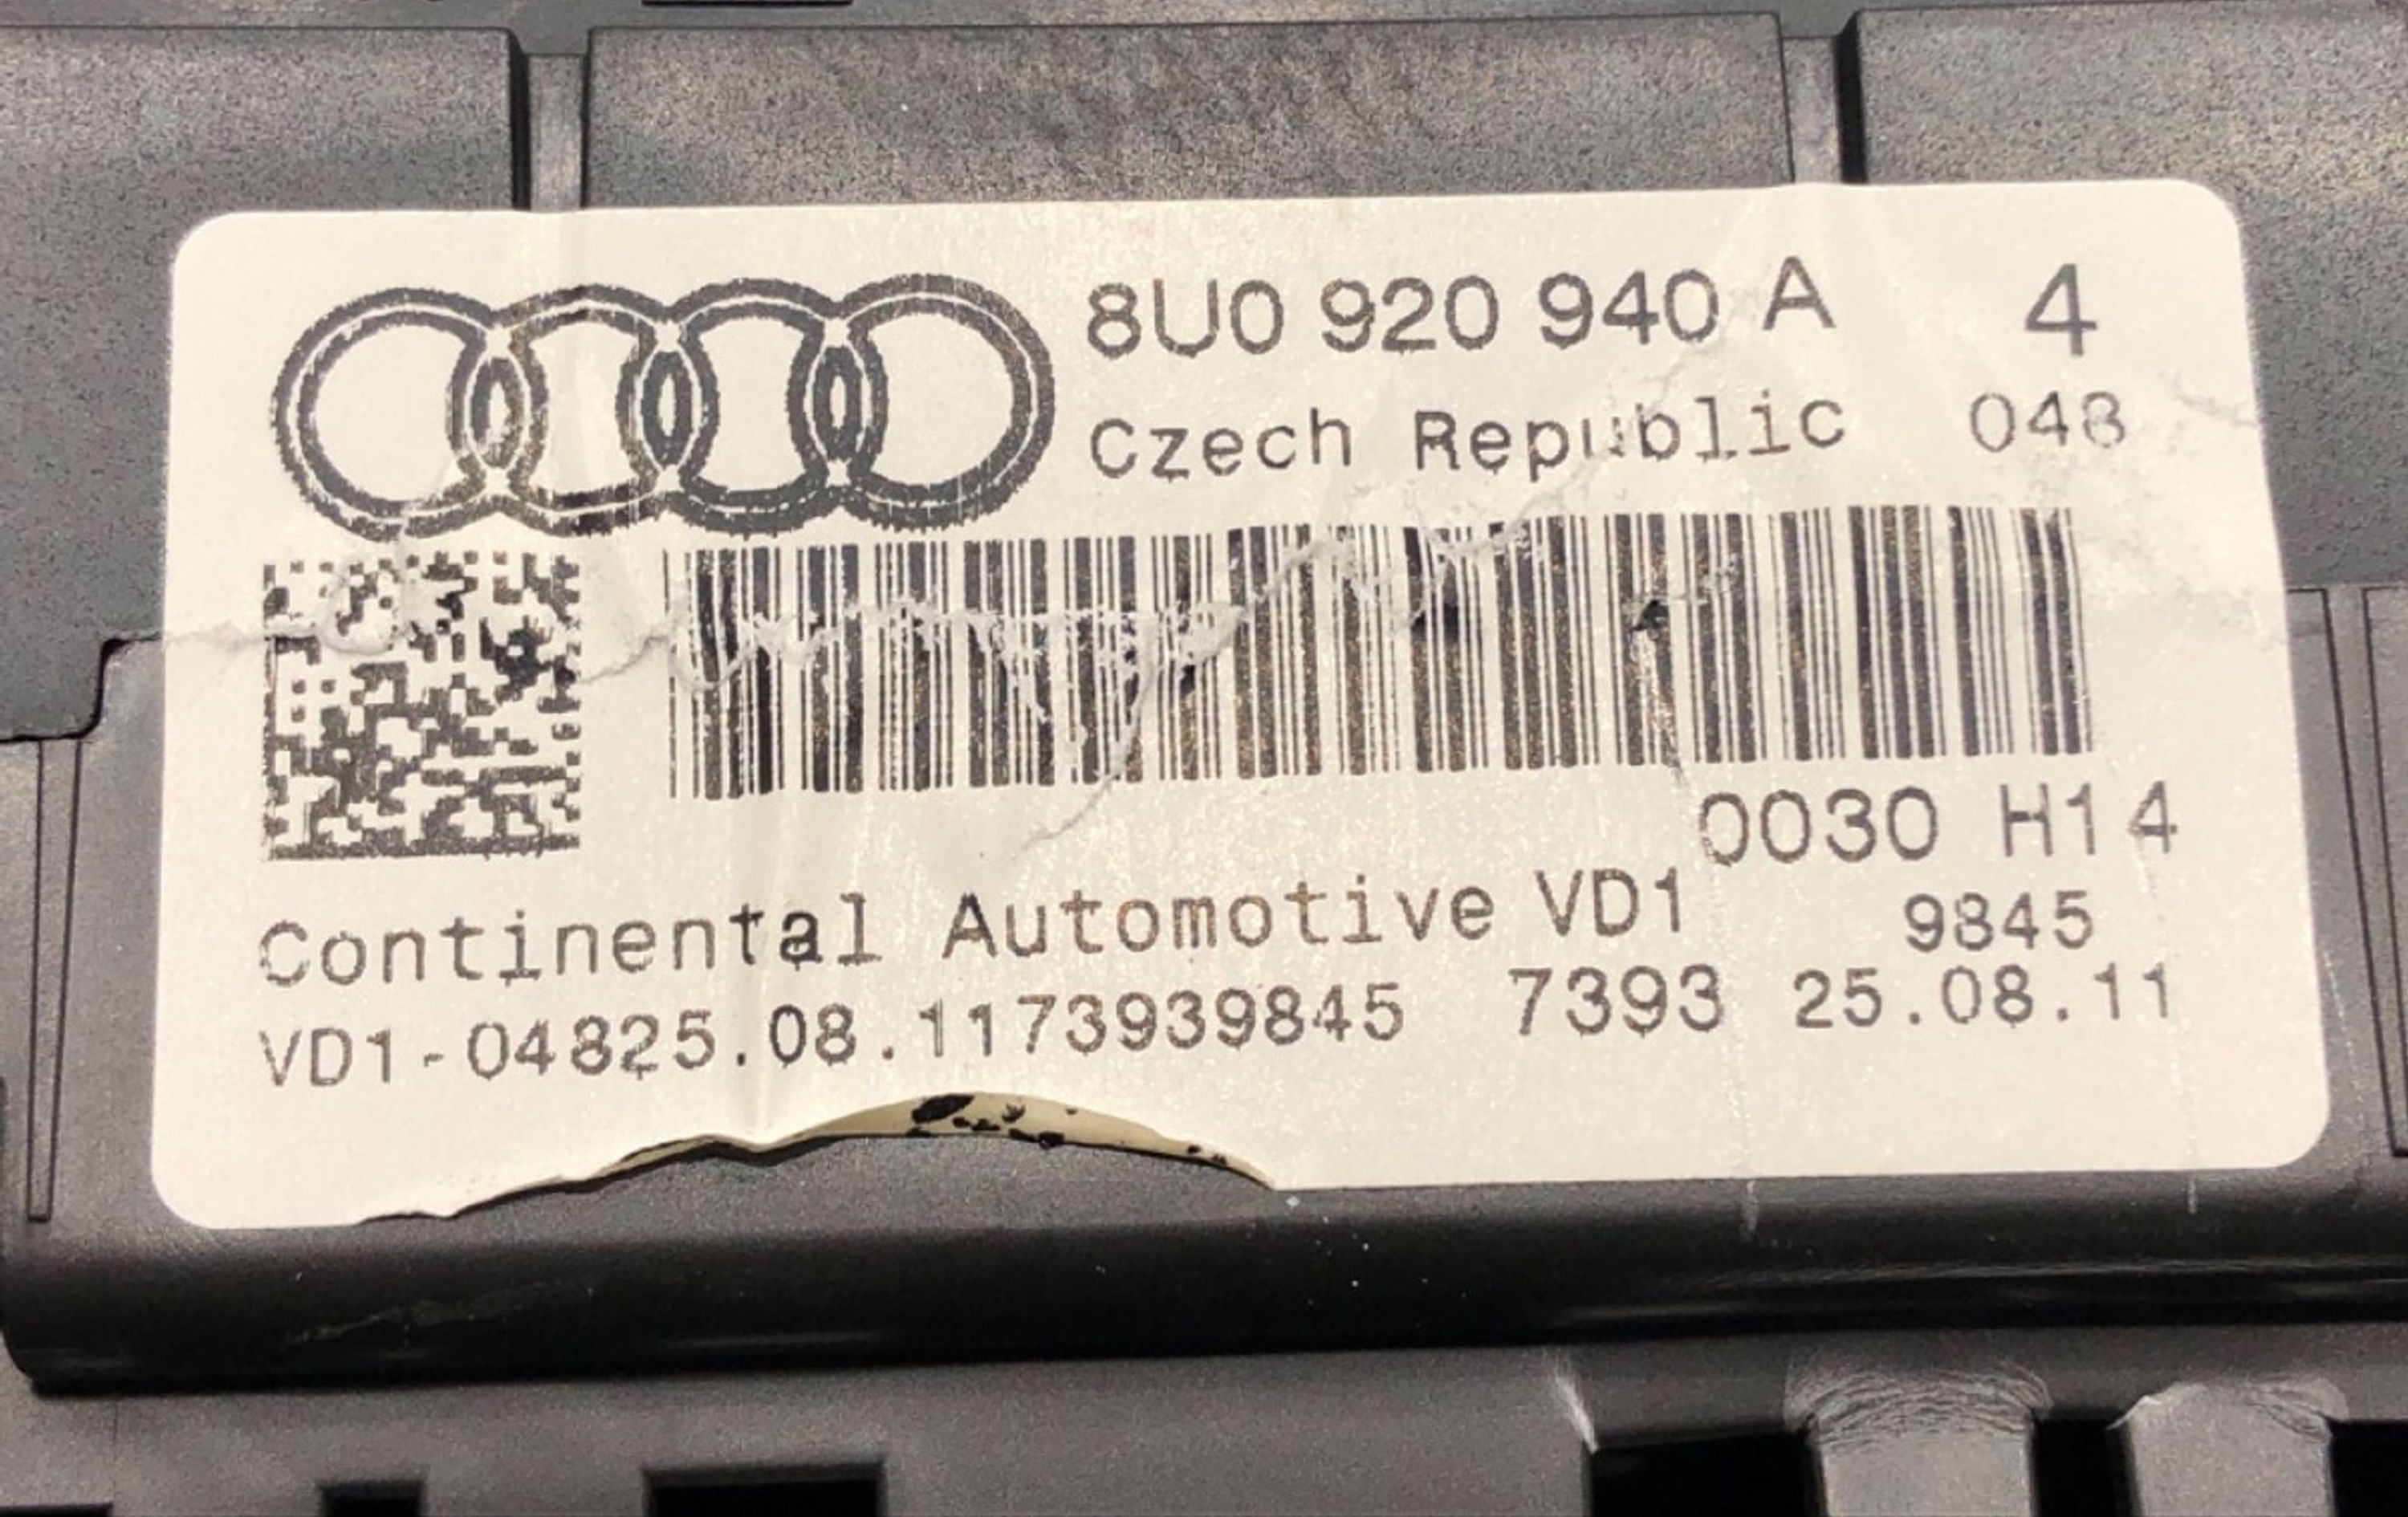 8U0 920 940 A 4
Czech Republic 048
0030 H14
Continental Automotive VD1 9845
VD1-04825.08.1173939845 7393 25.08.11